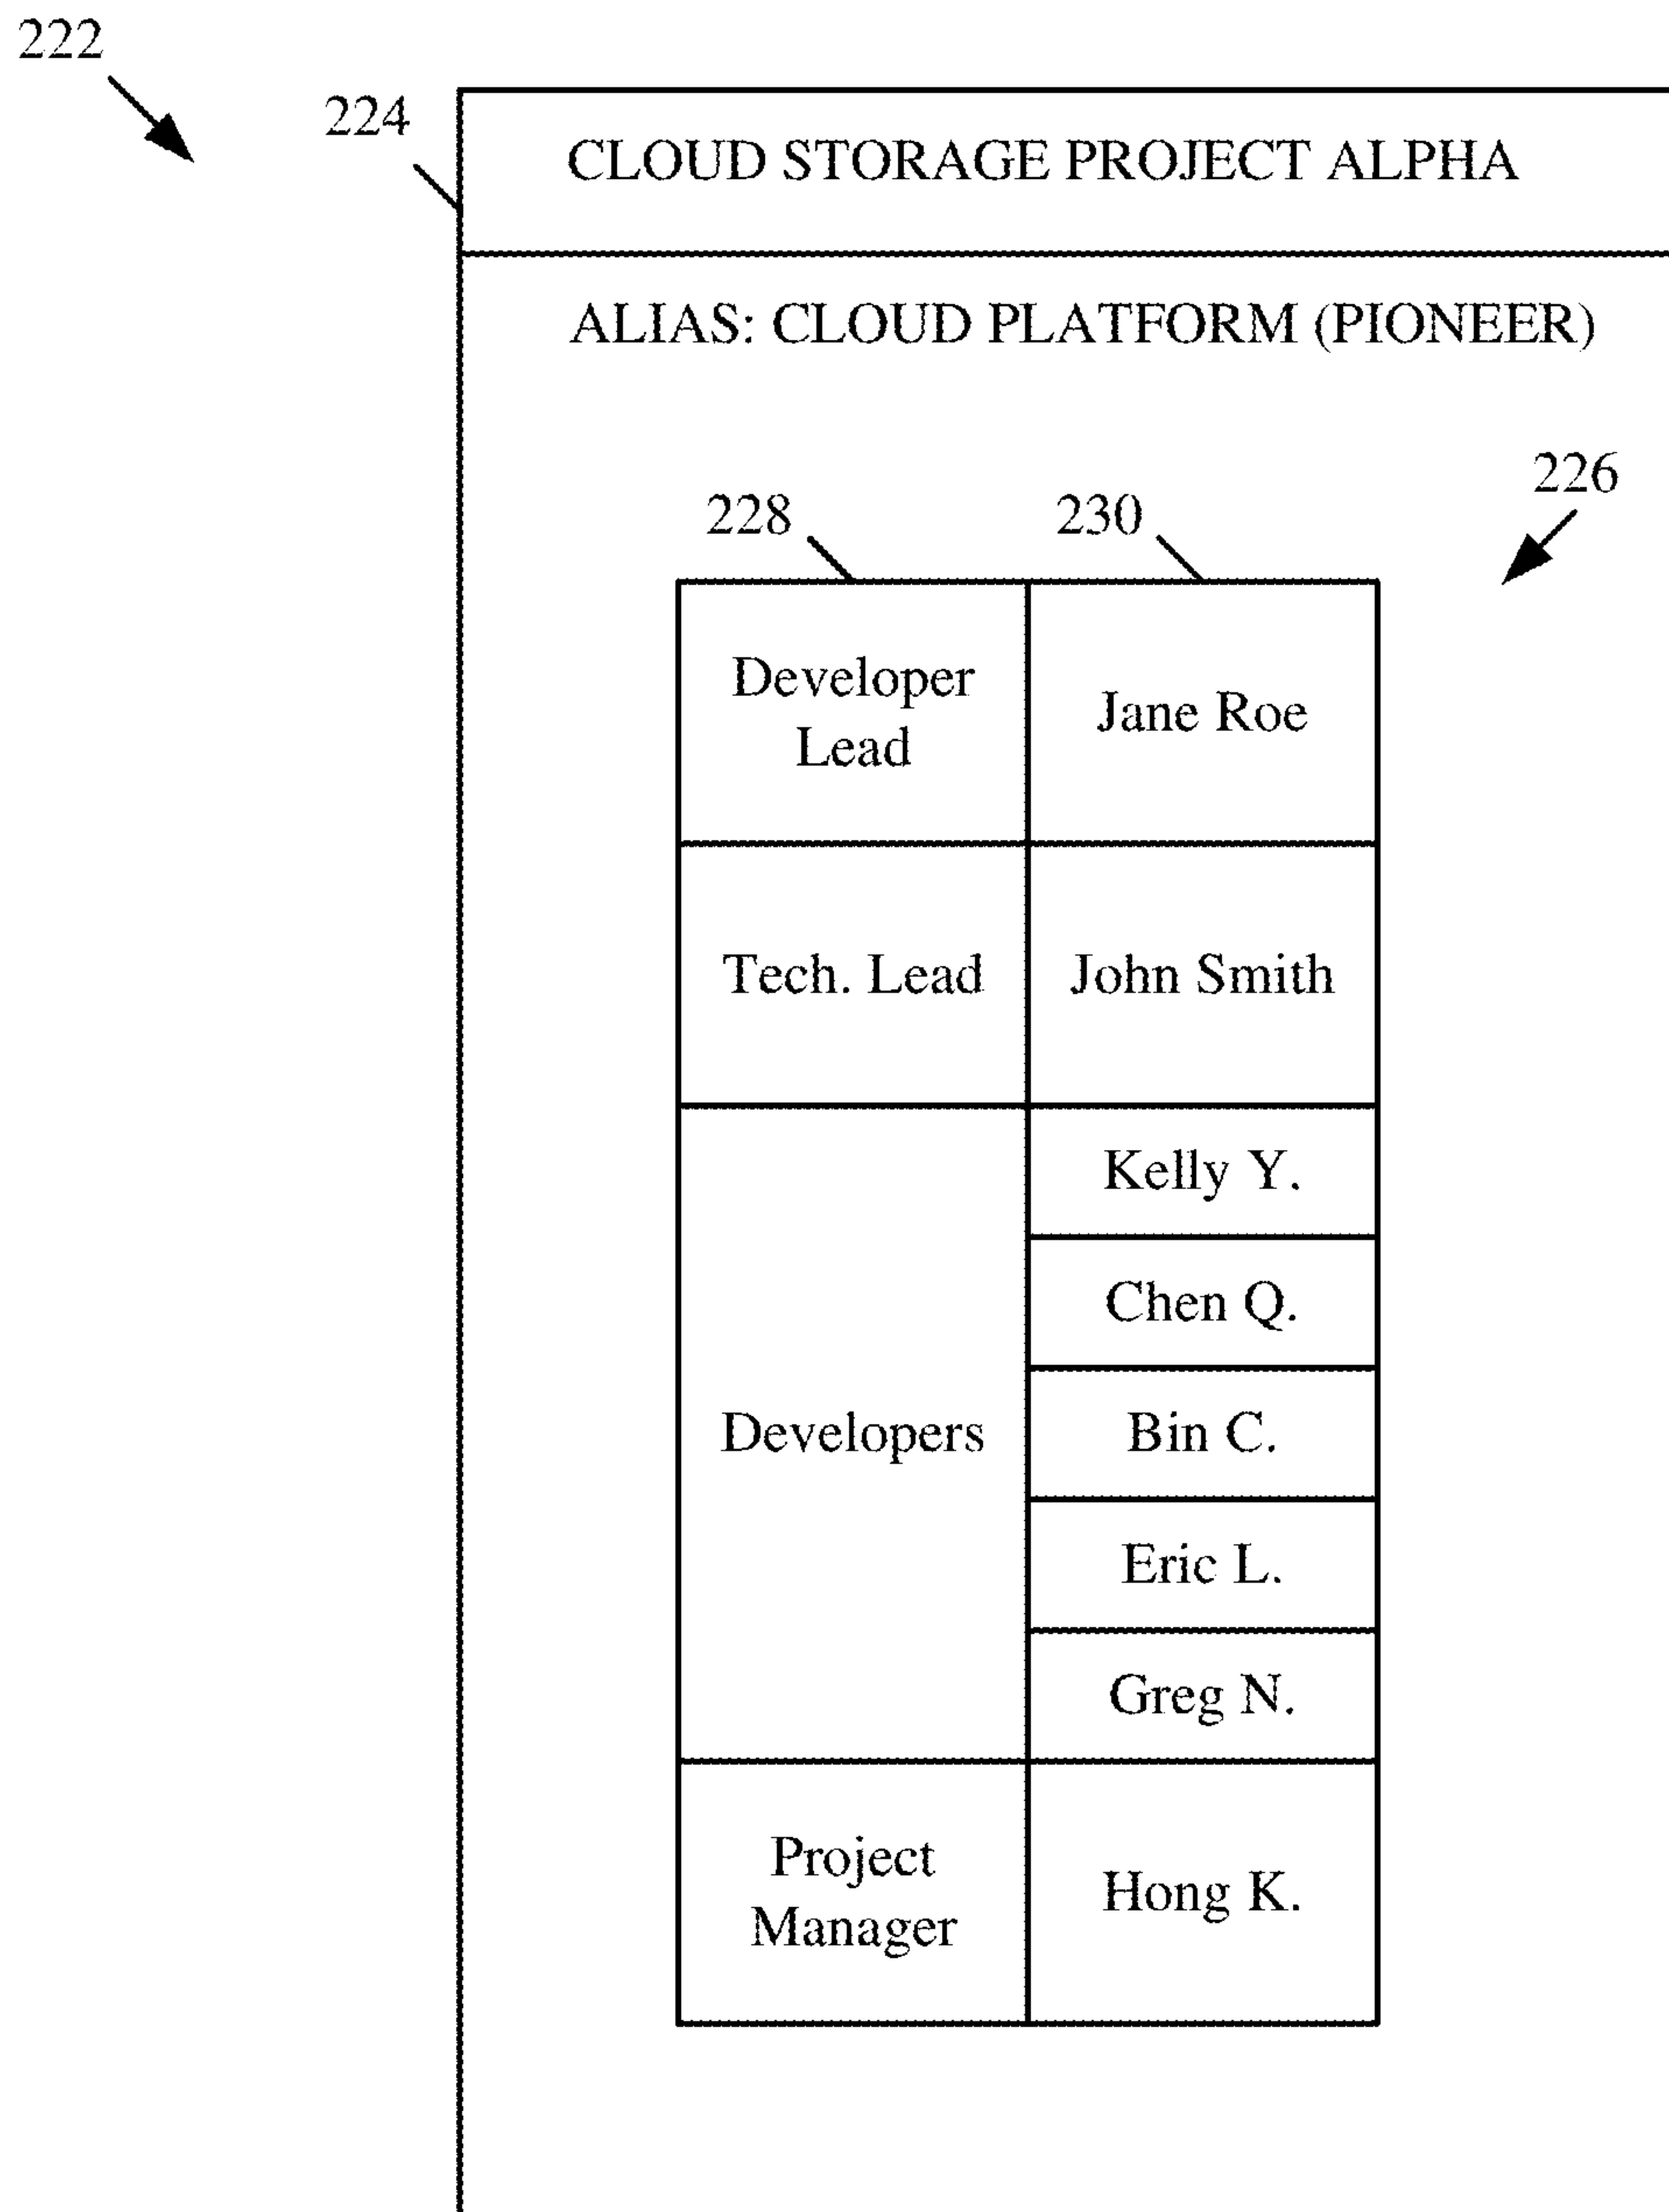 222
224
CLOUD STORAGE PROJECT ALPHA
ALIAS: CLOUD PLATFORM (PIONEER)
226
228
230
Developer
Lead
Jane Roe
Tech. Lead
John Smith
Developers
Kelly Y.
Chen Q.
Bin C.
Eric L.
Greg N.
Project
Manager
Hong K.